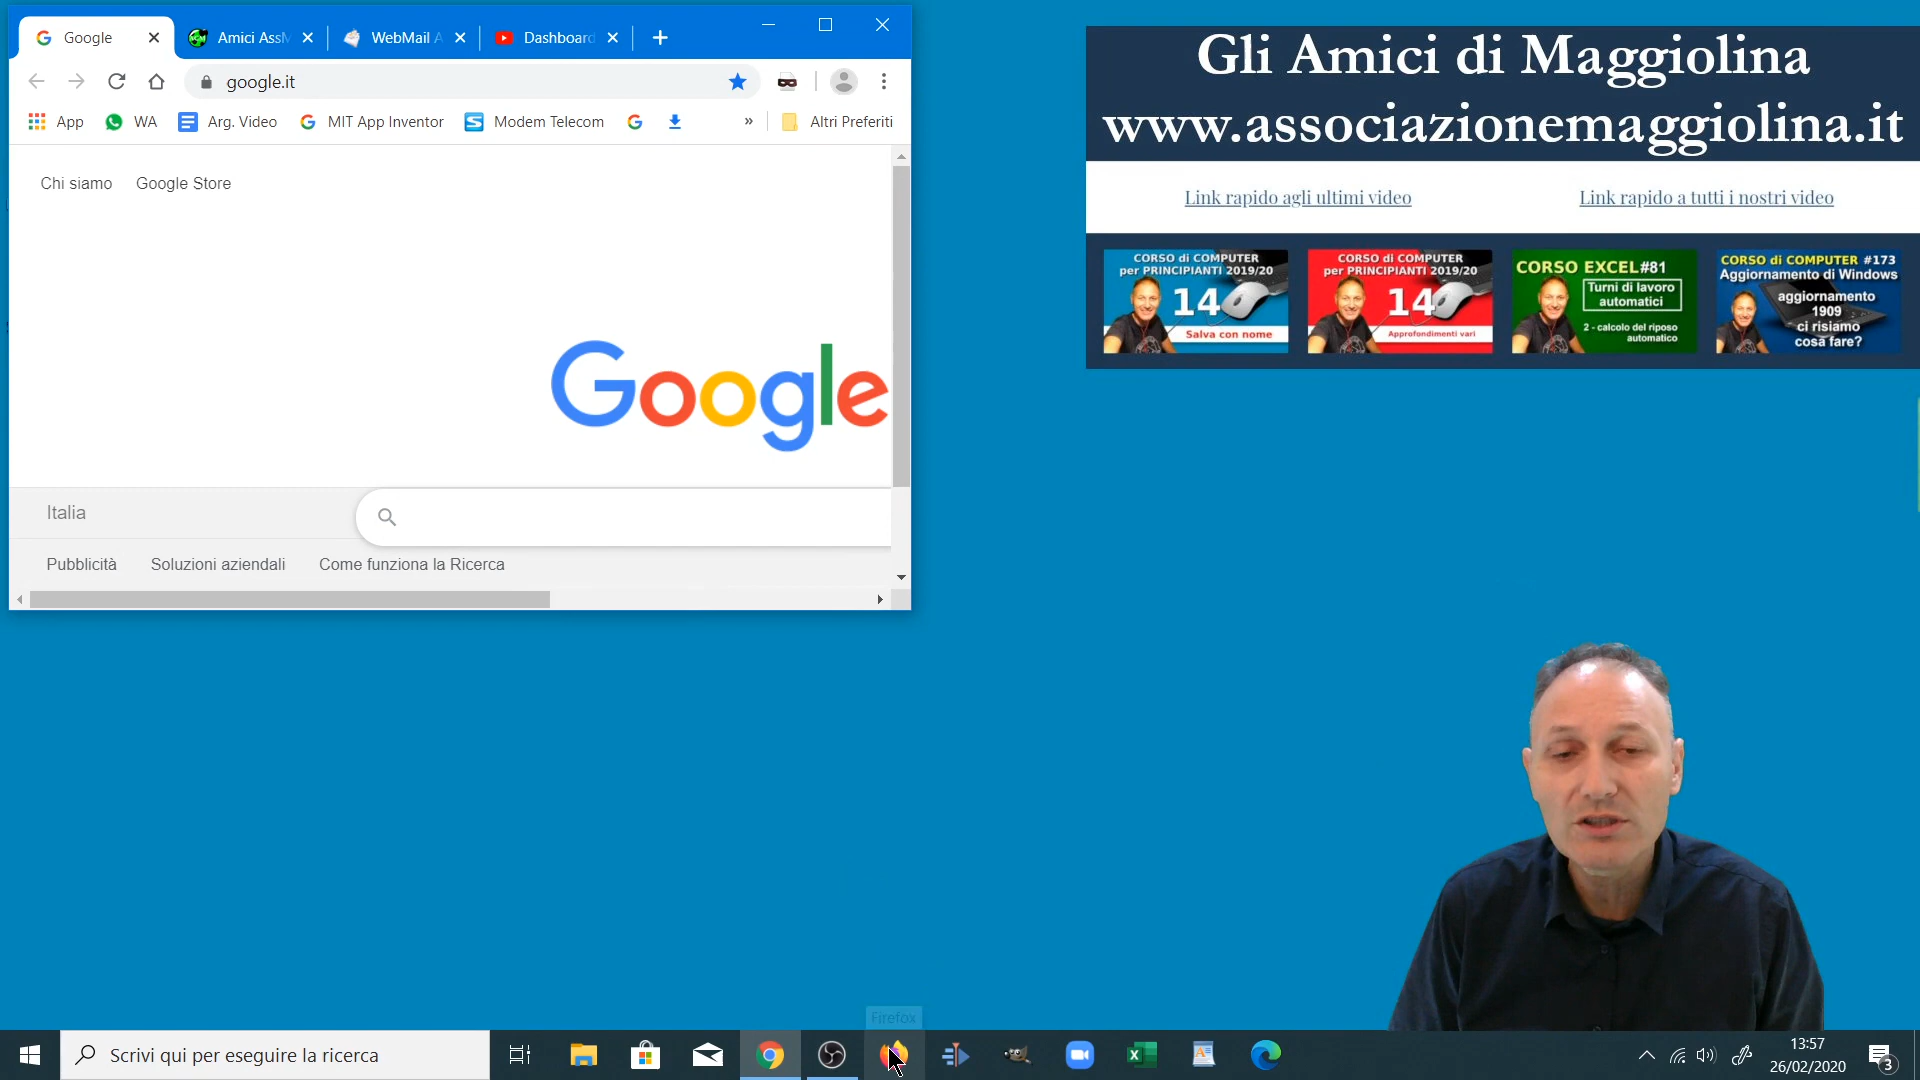 Google
Amici AssM
WebMail A
Dashboard
google.it
App
WA
Arg. Video
MIT App Inventor
Modem Telecom
»
Altri Preferiti
Chi siamo
Google Store
Google
Italia
Pubblicità
Soluzioni aziendali
Come funziona la Ricerca
Gli Amici di Maggiolina
www.associazionemaggiolina.it
Link rapido agli ultimi video
Link rapido a tutti i nostri video
CORSO di COMPUTER
per PRINCIPIANTI 2019/20
14
Salva con nome
CORSO di COMPUTER
per PRINCIPIANTI 2019/20
14
Approfondimenti vari
CORSO EXCEL#81
Turni di lavoro
automatici
2 - calcolo del riposo
automatico
CORSO di COMPUTER #173
Aggiornamento di Windows
aggiornamento
1909
ci risiamo
cosa fare?
Firefox
Scrivi qui per eseguire la ricerca
13:57
26/02/2020
3